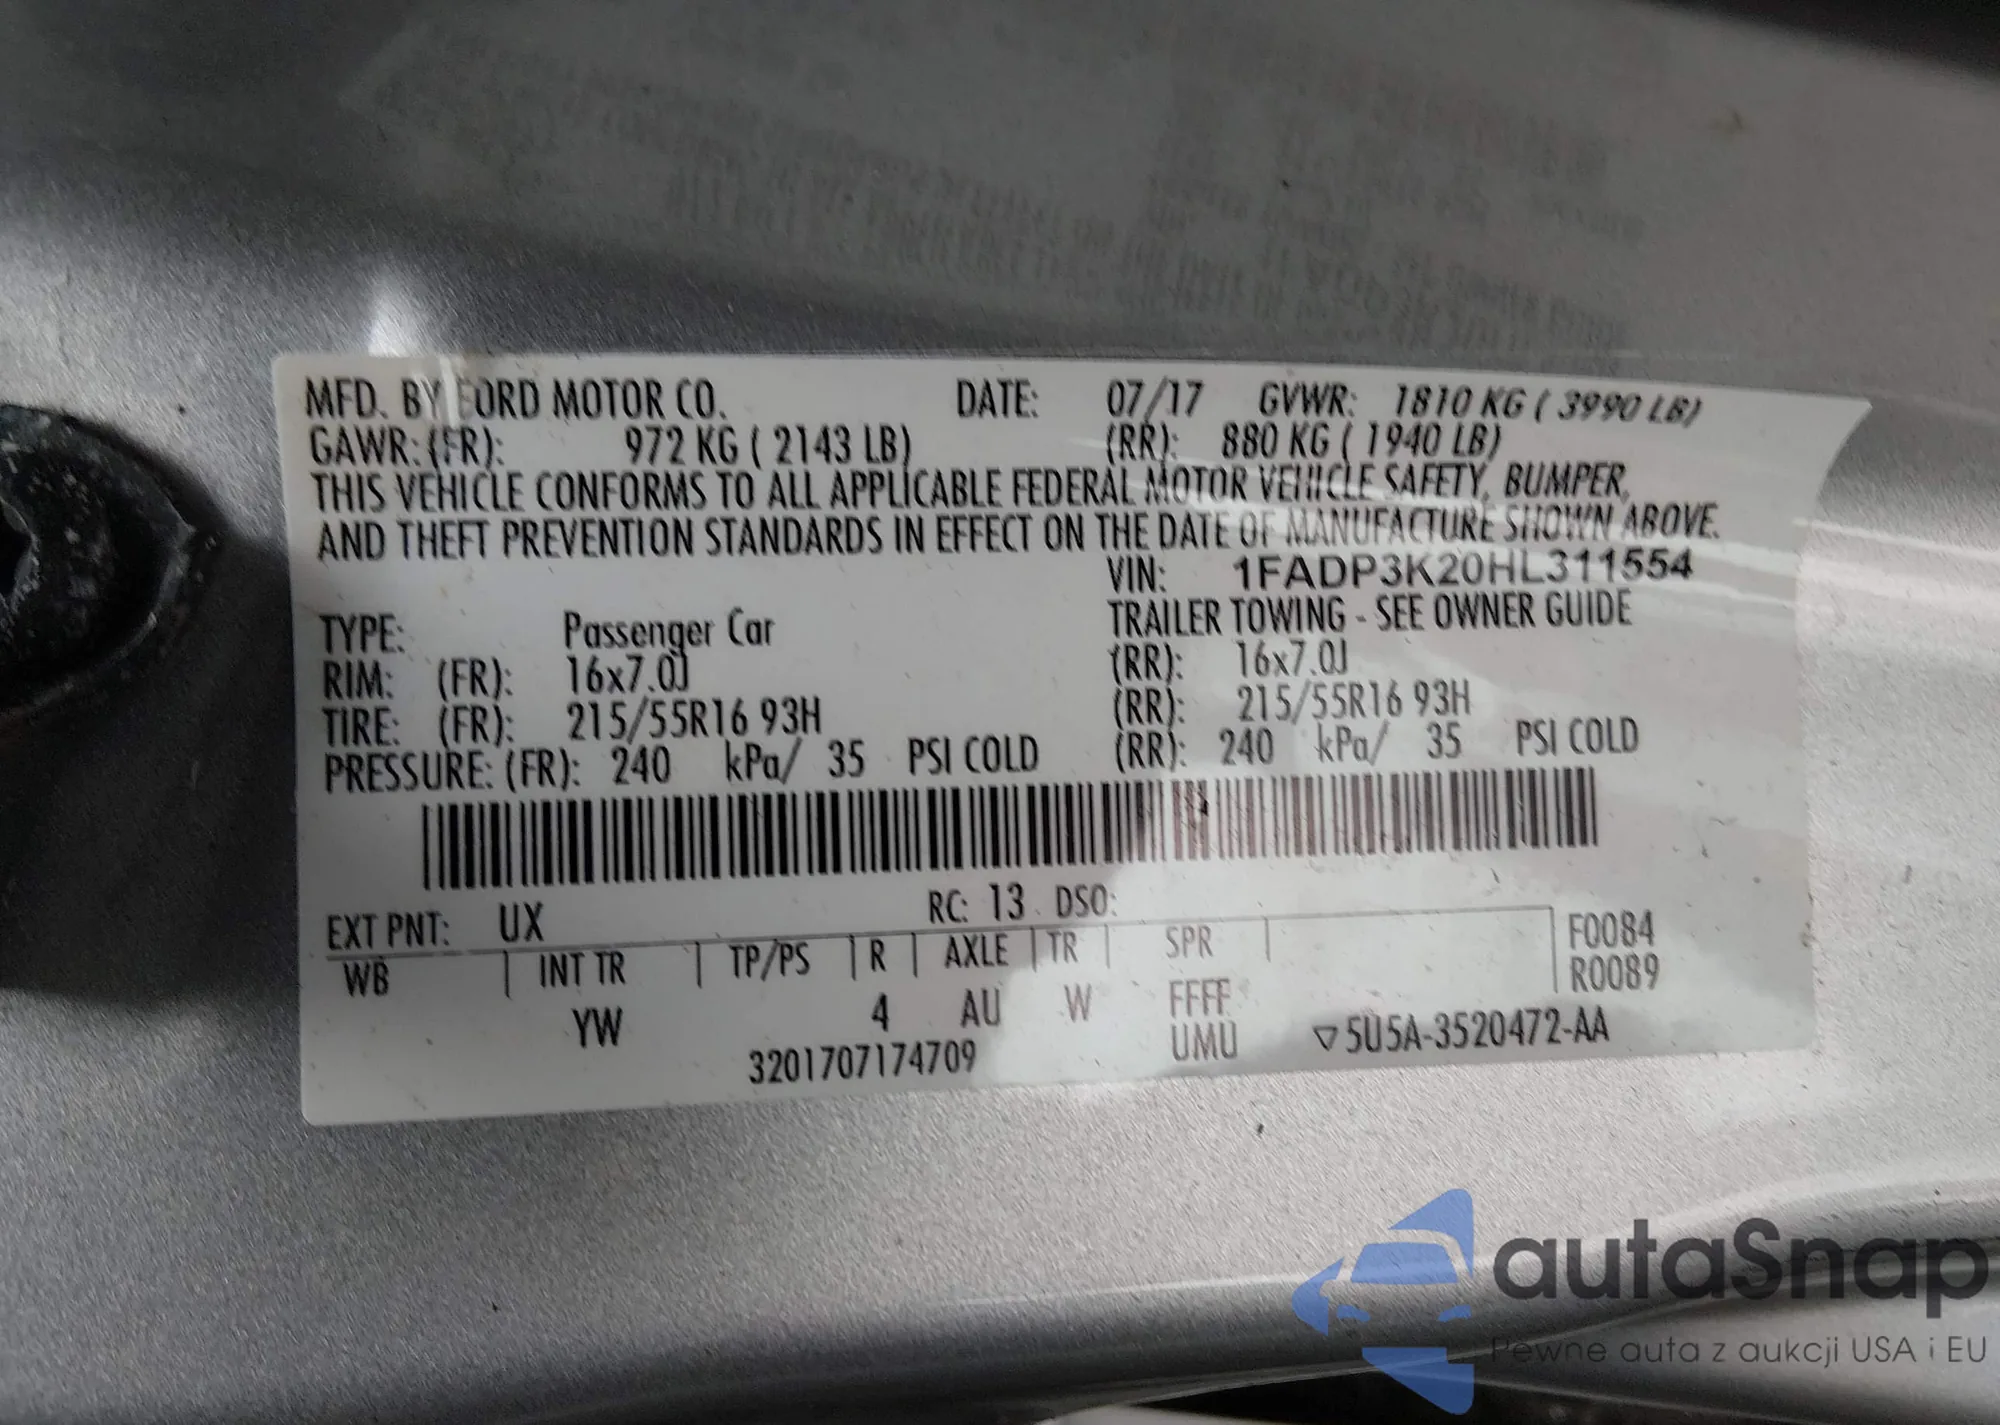 MFD. BY FORD MOTOR CO. DATE: 07/17 GVWR: 1810 KG ( 3990 LB)
GAWR: (FR): 972 KG ( 2143 LB) (RR): 880 KG ( 1940 LB)
THIS VEHICLE CONFORMS TO ALL APPLICABLE FEDERAL MOTOR VEHICLE SAFETY, BUMPER,
AND THEFT PREVENTION STANDARDS IN EFFECT ON THE DATE OF MANUFACTURE SHOWN ABOVE.
VIN: 1FADP3K20HL311554
TYPE: Passenger Car TRAILER TOWING - SEE OWNER GUIDE
RIM: (FR): 16x7.0J (RR): 16x7.0J
TIRE: (FR): 215/55R16 93H (RR): 215/55R16 93H
PRESSURE: (FR): 240 kPa/ 35 PSI COLD (RR): 240 kPa/ 35 PSI COLD
EXT PNT: UX RC: 13 DSO:
WB INT TR TP/PS R AXLE TR SPR F0084
R0089
YW 4 AU W FFFF
3201707174709 UMU ▽5U5A-3520472-AA
autaSnap
Pewne auta z aukcji USA i EU